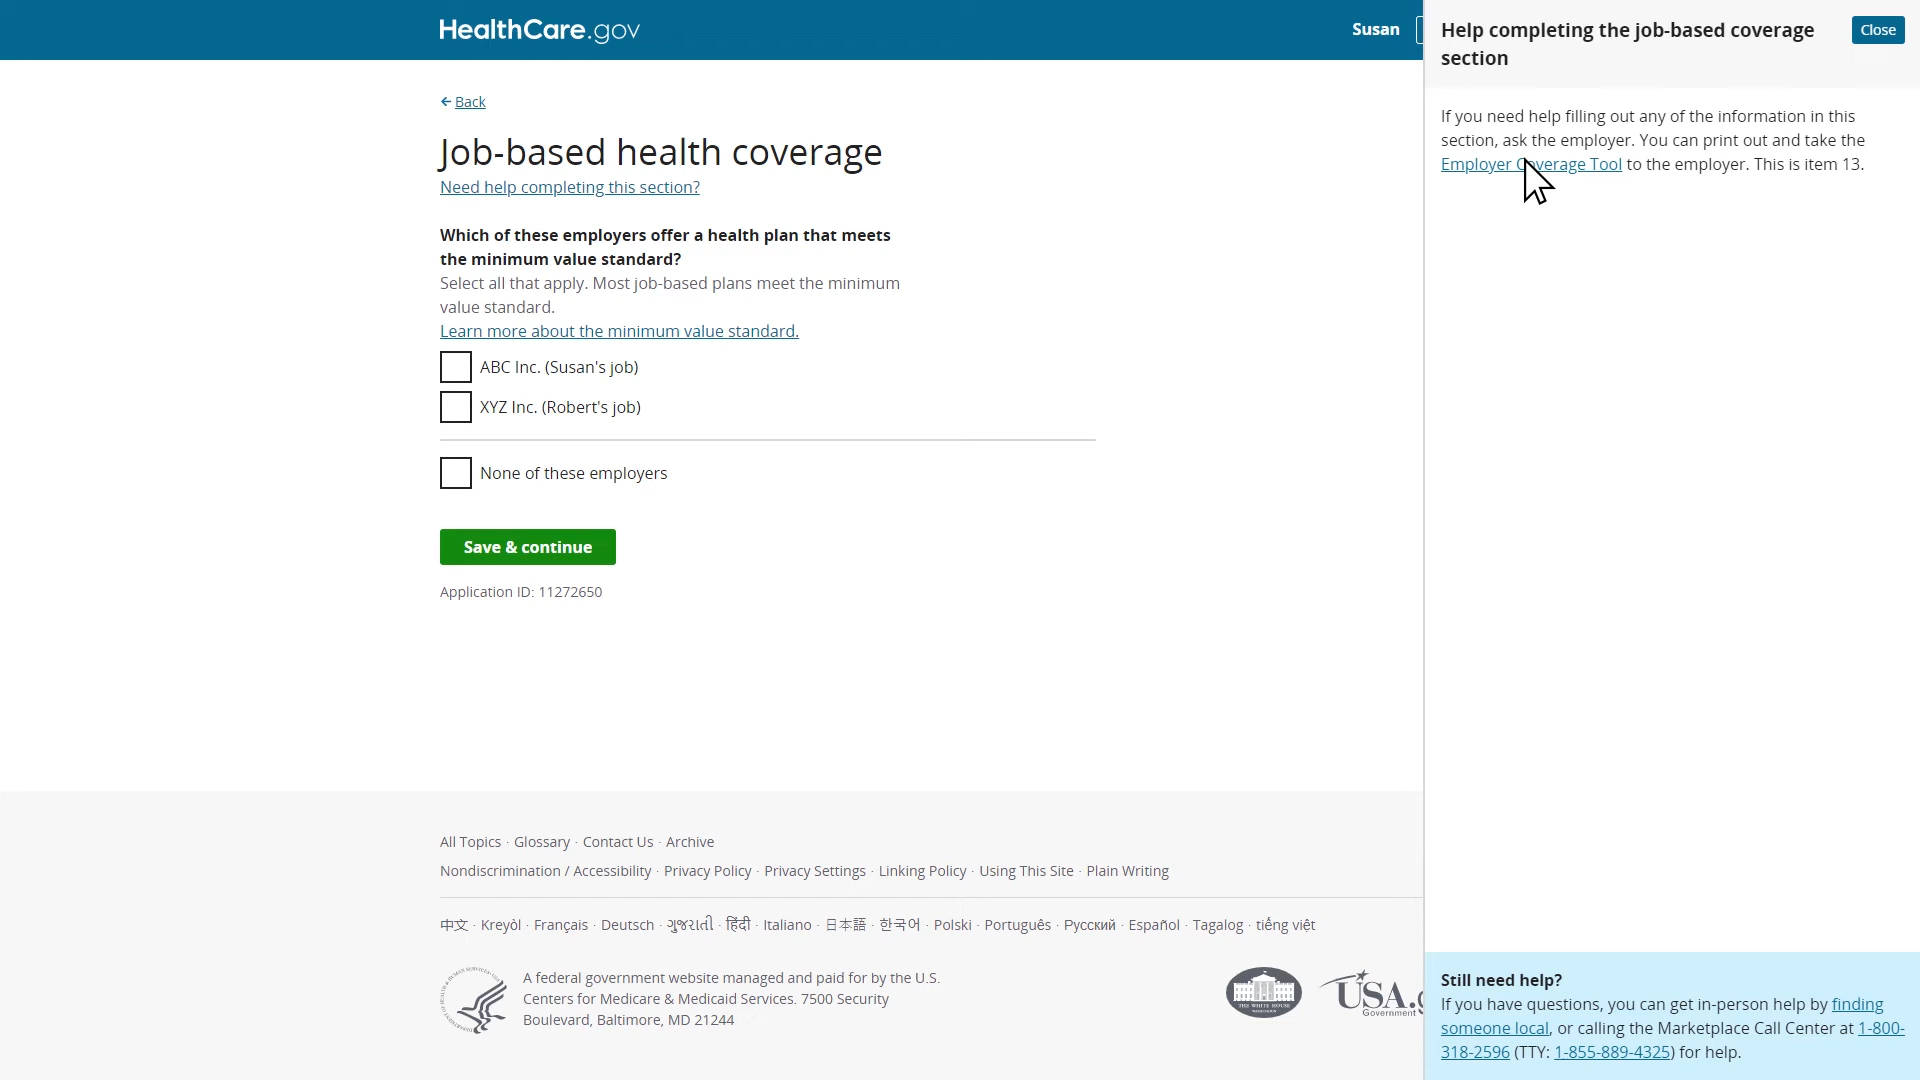 HealthCare.gov
Susan
Back
Job-based health coverage
Need help completing this section?
Which of these employers offer a health plan that meets
the minimum value standard?
Select all that apply. Most job-based plans meet the minimum
value standard.
Learn more about the minimum value standard.
ABC Inc. (Susan's job)
XYZ Inc. (Robert's job)
None of these employers
Save & continue
Application ID: 11272650
Help completing the job-based coverage
section
Close
If you need help filling out any of the information in this
section, ask the employer. You can print out and take the
Employer Coverage Tool to the employer. This is item 13.
Still need help?
If you have questions, you can get in-person help by finding
someone local, or calling the Marketplace Call Center at 1-800-
318-2596 (TTY: 1-855-889-4325) for help.
All Topics · Glossary · Contact Us · Archive
Nondiscrimination / Accessibility · Privacy Policy · Privacy Settings · Linking Policy · Using This Site · Plain Writing
中文 · Kreyòl · Français · Deutsch · ગુજરાતી · हिंदी · Italiano · 日本語 · 한국어 · Polski · Português · Русский · Español · Tagalog · tiếng việt
A federal government website managed and paid for by the U.S.
Centers for Medicare & Medicaid Services. 7500 Security
Boulevard, Baltimore, MD 21244
THE WHITE HOUSE
WASHINGTON
USA.g
Government